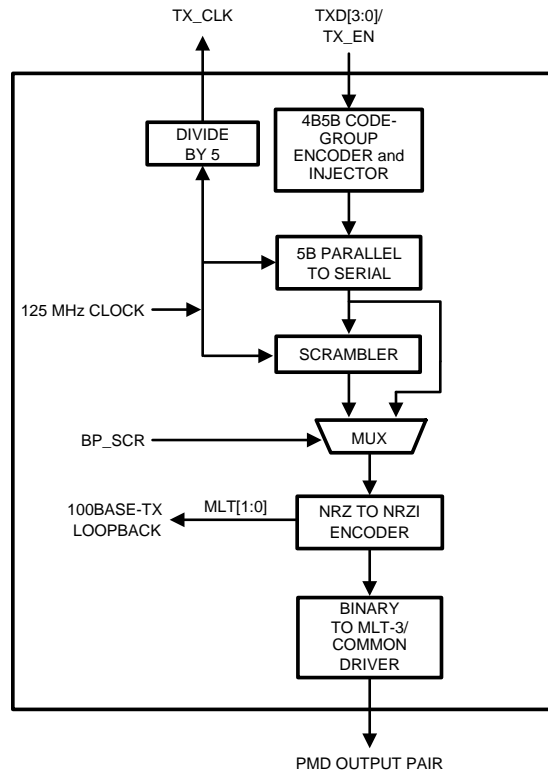 TX_CLK
TXD[3:0]/
TX_EN
DIVIDE
BY 5
4B5B CODE-
GROUP
ENCODER and
INJECTOR
5B PARALLEL
TO SERIAL
125 MHz CLOCK
SCRAMBLER
BP_SCR
MUX
100BASE-TX
LOOPBACK
MLT[1:0]
NRZ TO NRZI
ENCODER
BINARY
TO MLT-3/
COMMON
DRIVER
PMD OUTPUT PAIR